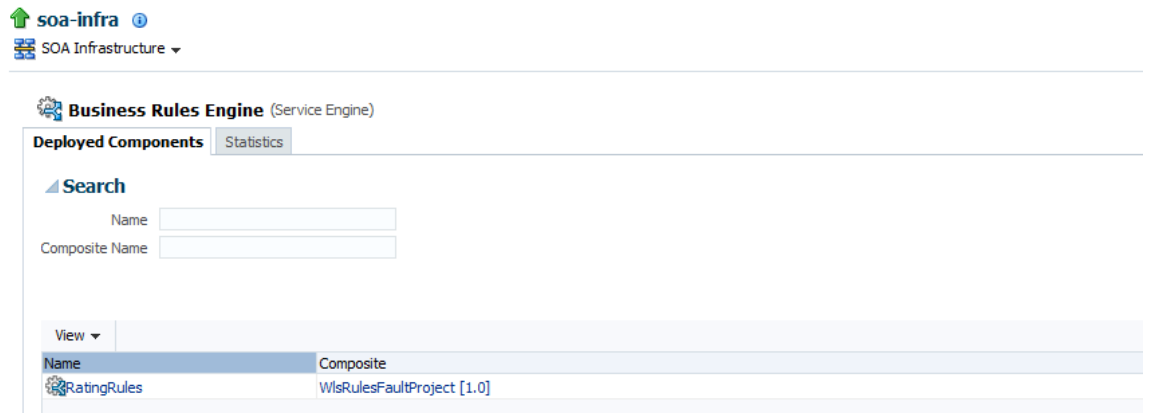 soa-infra
SOA Infrastructure
Business Rules Engine (Service Engine)
Deployed Components Statistics
Search
Name
Composite Name
View
Name Composite
RatingRules WlsRulesFaultProject [1.0]